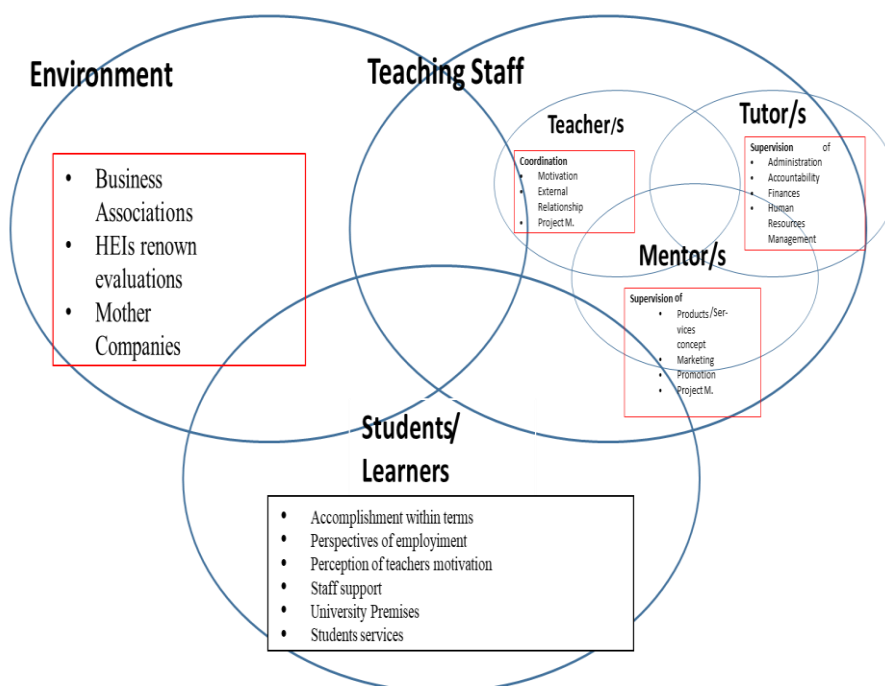 Environment
• Business
Associations
• HEIs renown
evaluations
• Mother
Companies
Teaching Staff
Teacher/s
Coordination
• Motivation
• External
Relationship
• Project M.
Tutor/s
Supervision of
• Administration
• Accountability
• Finances
• Human
Resources
Management
Mentor/s
Supervision of
• Products/Ser-
vices
concept
• Marketing
• Promotion
• Project M.
Students/
Learners
• Accomplishment within terms
• Perspectives of employiment
• Perception of teachers motivation
• Staff support
• University Premises
• Students services